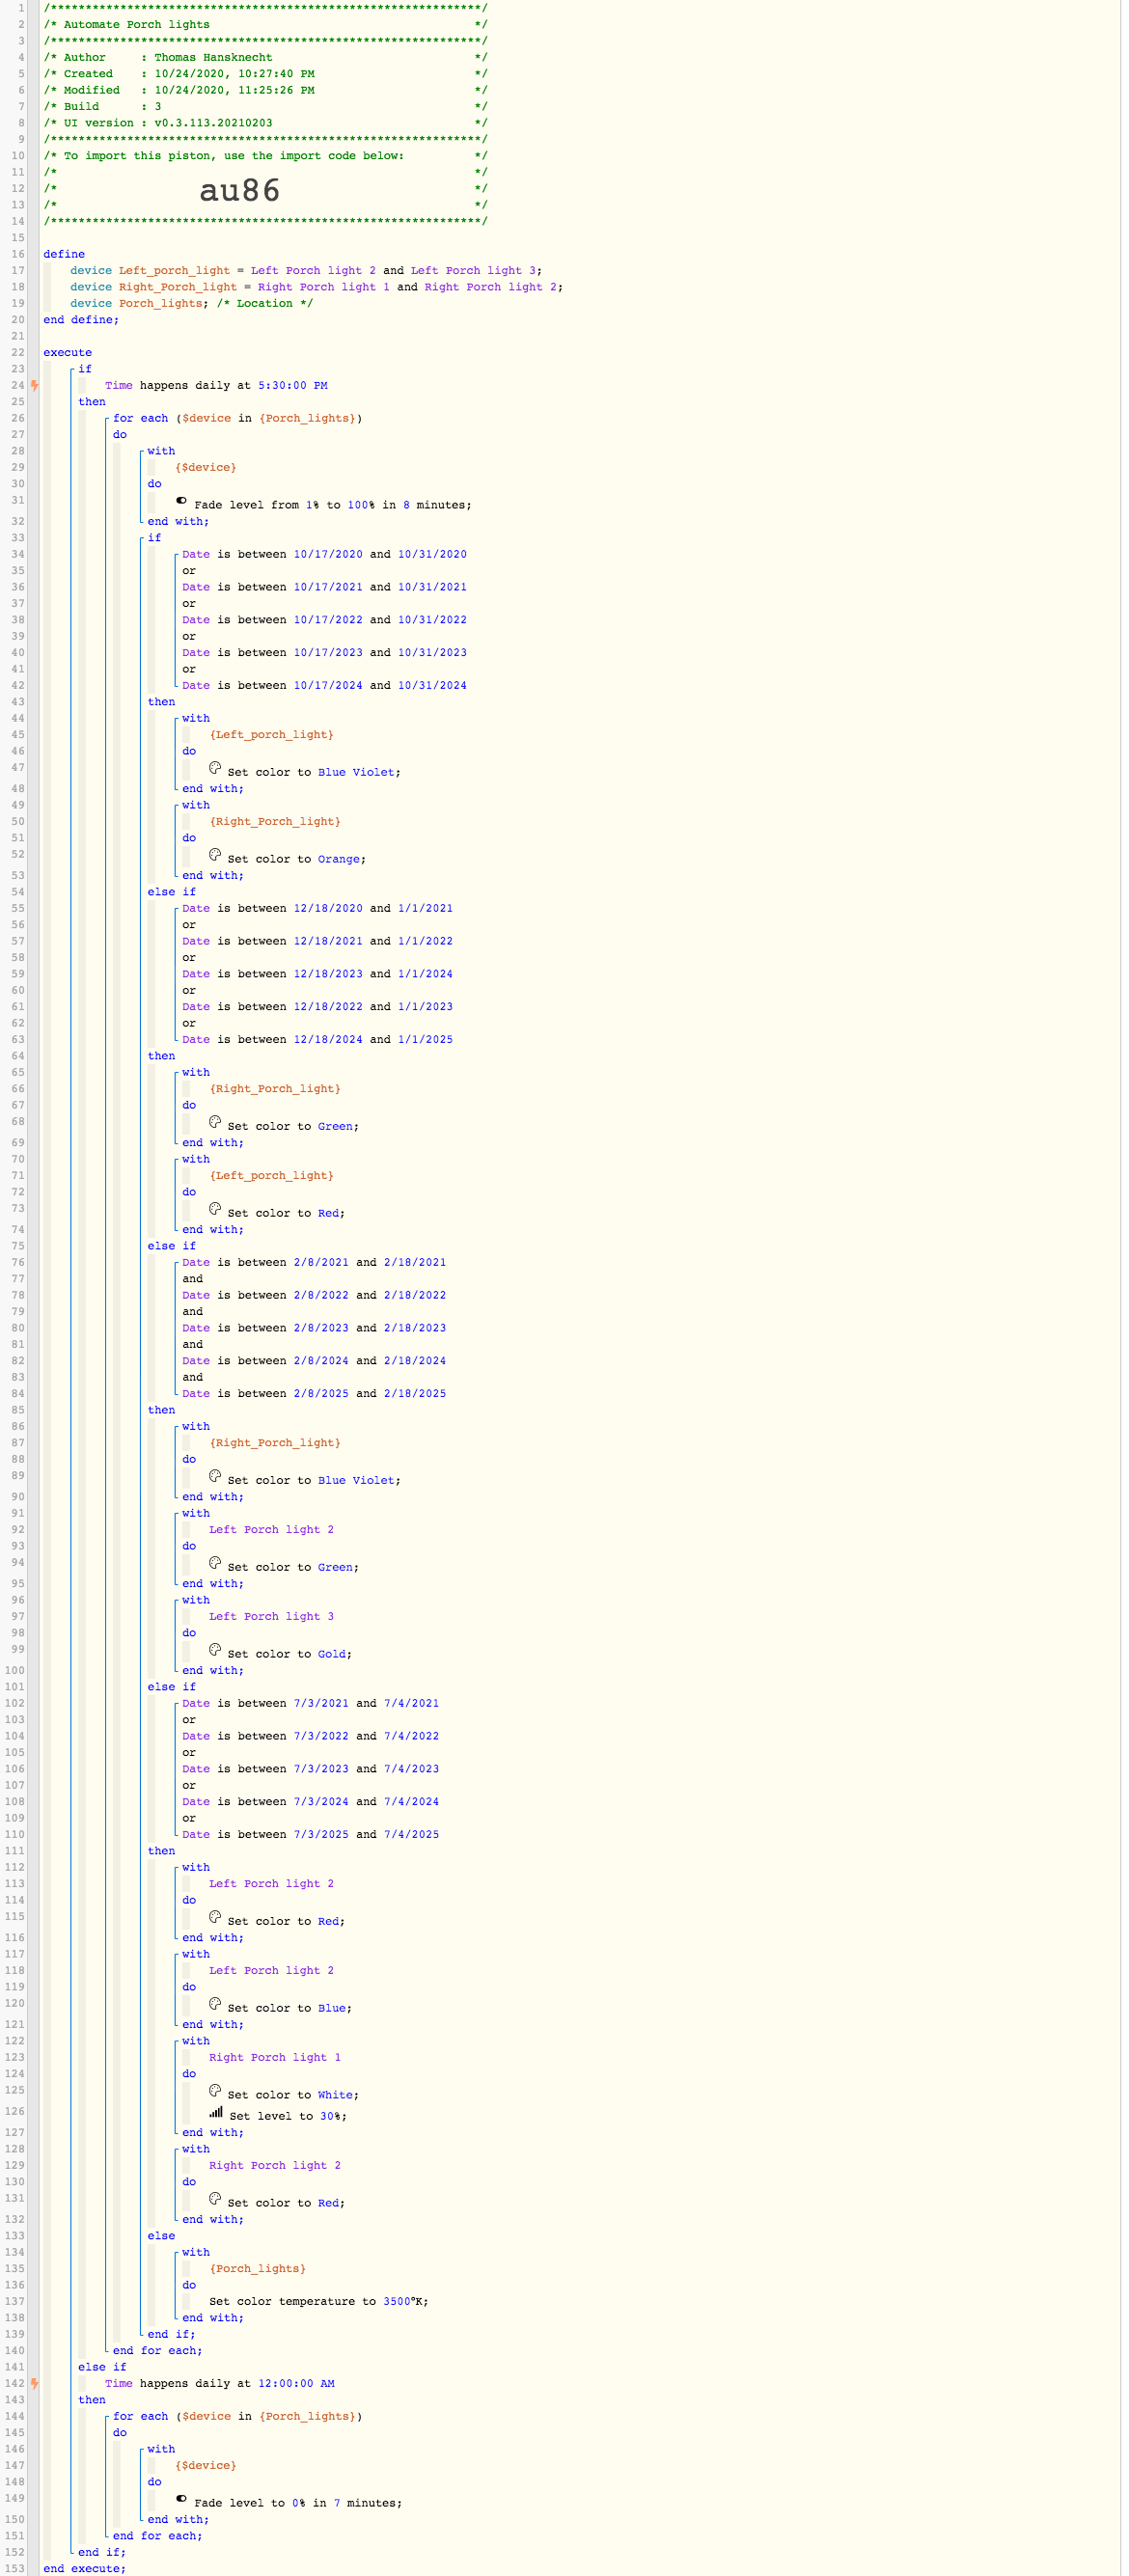 1 /**************************************************************/
2 /* Automate Porch lights */
3 /**************************************************************/
4 /* Author : Thomas Hansknecht */
5 /* Created : 10/24/2020, 10:27:40 PM */
6 /* Modified : 10/24/2020, 11:25:26 PM */
7 /* Build : 3 */
8 /* UI version : v0.3.113.20210203 */
9 /**************************************************************/
10 /* To import this piston, use the import code below: */
11 /* */
12 /* au86 */
13 /* */
14 /**************************************************************/
15
16 define
17 device Left_porch_light = Left Porch light 2 and Left Porch light 3;
18 device Right_Porch_light = Right Porch light 1 and Right Porch light 2;
19 device Porch_lights; /* Location */
20 end define;
21
22 execute
23 if
24 Time happens daily at 5:30:00 PM
25 then
26 for each ($device in {Porch_lights})
27 do
28 with
29 {$device}
30 do
31 Fade level from 1% to 100% in 8 minutes;
32 end with;
33 if
34 Date is between 10/17/2020 and 10/31/2020
35 or
36 Date is between 10/17/2021 and 10/31/2021
37 or
38 Date is between 10/17/2022 and 10/31/2022
39 or
40 Date is between 10/17/2023 and 10/31/2023
41 or
42 Date is between 10/17/2024 and 10/31/2024
43 then
44 with
45 {Left_porch_light}
46 do
47 Set color to Blue Violet;
48 end with;
49 with
50 {Right_Porch_light}
51 do
52 Set color to Orange;
53 end with;
54 else if
55 Date is between 12/18/2020 and 1/1/2021
56 or
57 Date is between 12/18/2021 and 1/1/2022
58 or
59 Date is between 12/18/2023 and 1/1/2024
60 or
61 Date is between 12/18/2022 and 1/1/2023
62 or
63 Date is between 12/18/2024 and 1/1/2025
64 then
65 with
66 {Right_Porch_light}
67 do
68 Set color to Green;
69 end with;
70 with
71 {Left_porch_light}
72 do
73 Set color to Red;
74 end with;
75 else if
76 Date is between 2/8/2021 and 2/18/2021
77 and
78 Date is between 2/8/2022 and 2/18/2022
79 and
80 Date is between 2/8/2023 and 2/18/2023
81 and
82 Date is between 2/8/2024 and 2/18/2024
83 and
84 Date is between 2/8/2025 and 2/18/2025
85 then
86 with
87 {Right_Porch_light}
88 do
89 Set color to Blue Violet;
90 end with;
91 with
92 Left Porch light 2
93 do
94 Set color to Green;
95 end with;
96 with
97 Left Porch light 3
98 do
99 Set color to Gold;
100 end with;
101 else if
102 Date is between 7/3/2021 and 7/4/2021
103 or
104 Date is between 7/3/2022 and 7/4/2022
105 or
106 Date is between 7/3/2023 and 7/4/2023
107 or
108 Date is between 7/3/2024 and 7/4/2024
109 or
110 Date is between 7/3/2025 and 7/4/2025
111 then
112 with
113 Left Porch light 2
114 do
115 Set color to Red;
116 end with;
117 with
118 Left Porch light 2
119 do
120 Set color to Blue;
121 end with;
122 with
123 Right Porch light 1
124 do
125 Set color to White;
126 Set level to 30%;
127 end with;
128 with
129 Right Porch light 2
130 do
131 Set color to Red;
132 end with;
133 else
134 with
135 {Porch_lights}
136 do
137 Set color temperature to 3500°K;
138 end with;
139 end if;
140 end for each;
141 else if
142 Time happens daily at 12:00:00 AM
143 then
144 for each ($device in {Porch_lights})
145 do
146 with
147 {$device}
148 do
149 Fade level to 0% in 7 minutes;
150 end with;
151 end for each;
152 end if;
153 end execute;